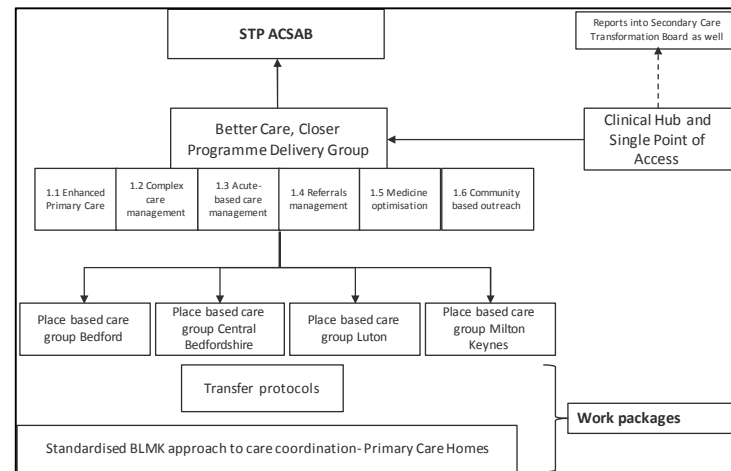 STP ACSAB
Reports into Secondary Care
Transformation Board as well
Better Care, Closer
Programme Delivery Group
Clinical Hub and
Single Point of
Access
1.1 Enhanced
Primary Care
1.2 Complex
care
management
1.3 Acute-
based care
management
1.4 Referrals
management
1.5 Medicine
optimisation
1.6 Community
based outreach
Place based care
group Bedford
Place based care
group Central
Bedfordshire
Place based care
group Luton
Place based care
group Milton
Keynes
Transfer protocols
Work packages
Standardised BLMK approach to care coordination- Primary Care Homes